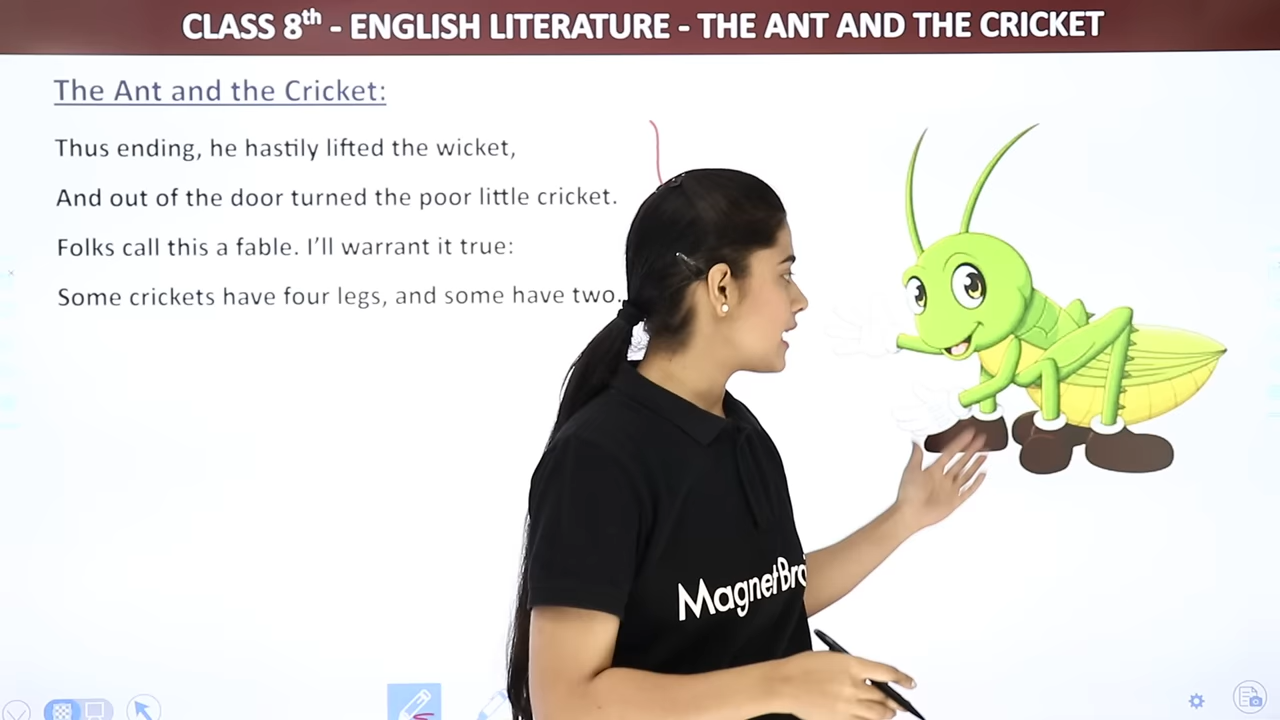 CLASS 8th - ENGLISH LITERATURE - THE ANT AND THE CRICKET
The Ant and the Cricket:
Thus ending, he hastily lifted the wicket,
And out of the door turned the poor little cricket.
Folks call this a fable. I’ll warrant it true:
Some crickets have four legs, and some have two.